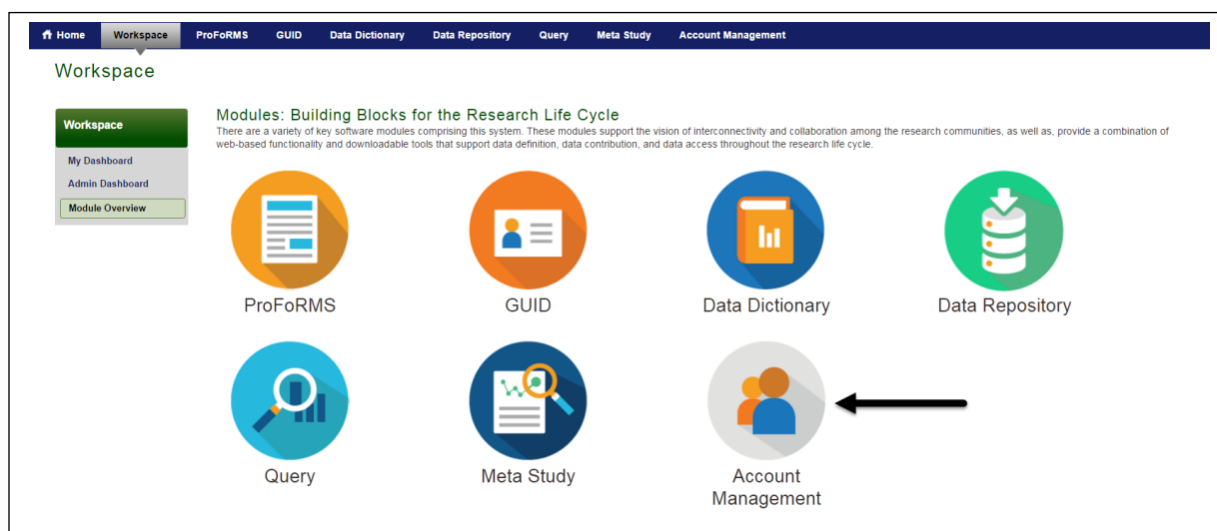 Home Workspace ProFoRMS GUID Data Dictionary Data Repository Query Meta Study Account Management
Workspace
Workspace
My Dashboard
Admin Dashboard
Module Overview
Modules: Building Blocks for the Research Life Cycle
There are a variety of key software modules comprising this system. These modules support the vision of interconnectivity and collaboration among the research communities, as well as, provide a combination of
web-based functionality and downloadable tools that support data definition, data contribution, and data access throughout the research life cycle.
ProFoRMS GUID Data Dictionary Data Repository
Query Meta Study Account
Management